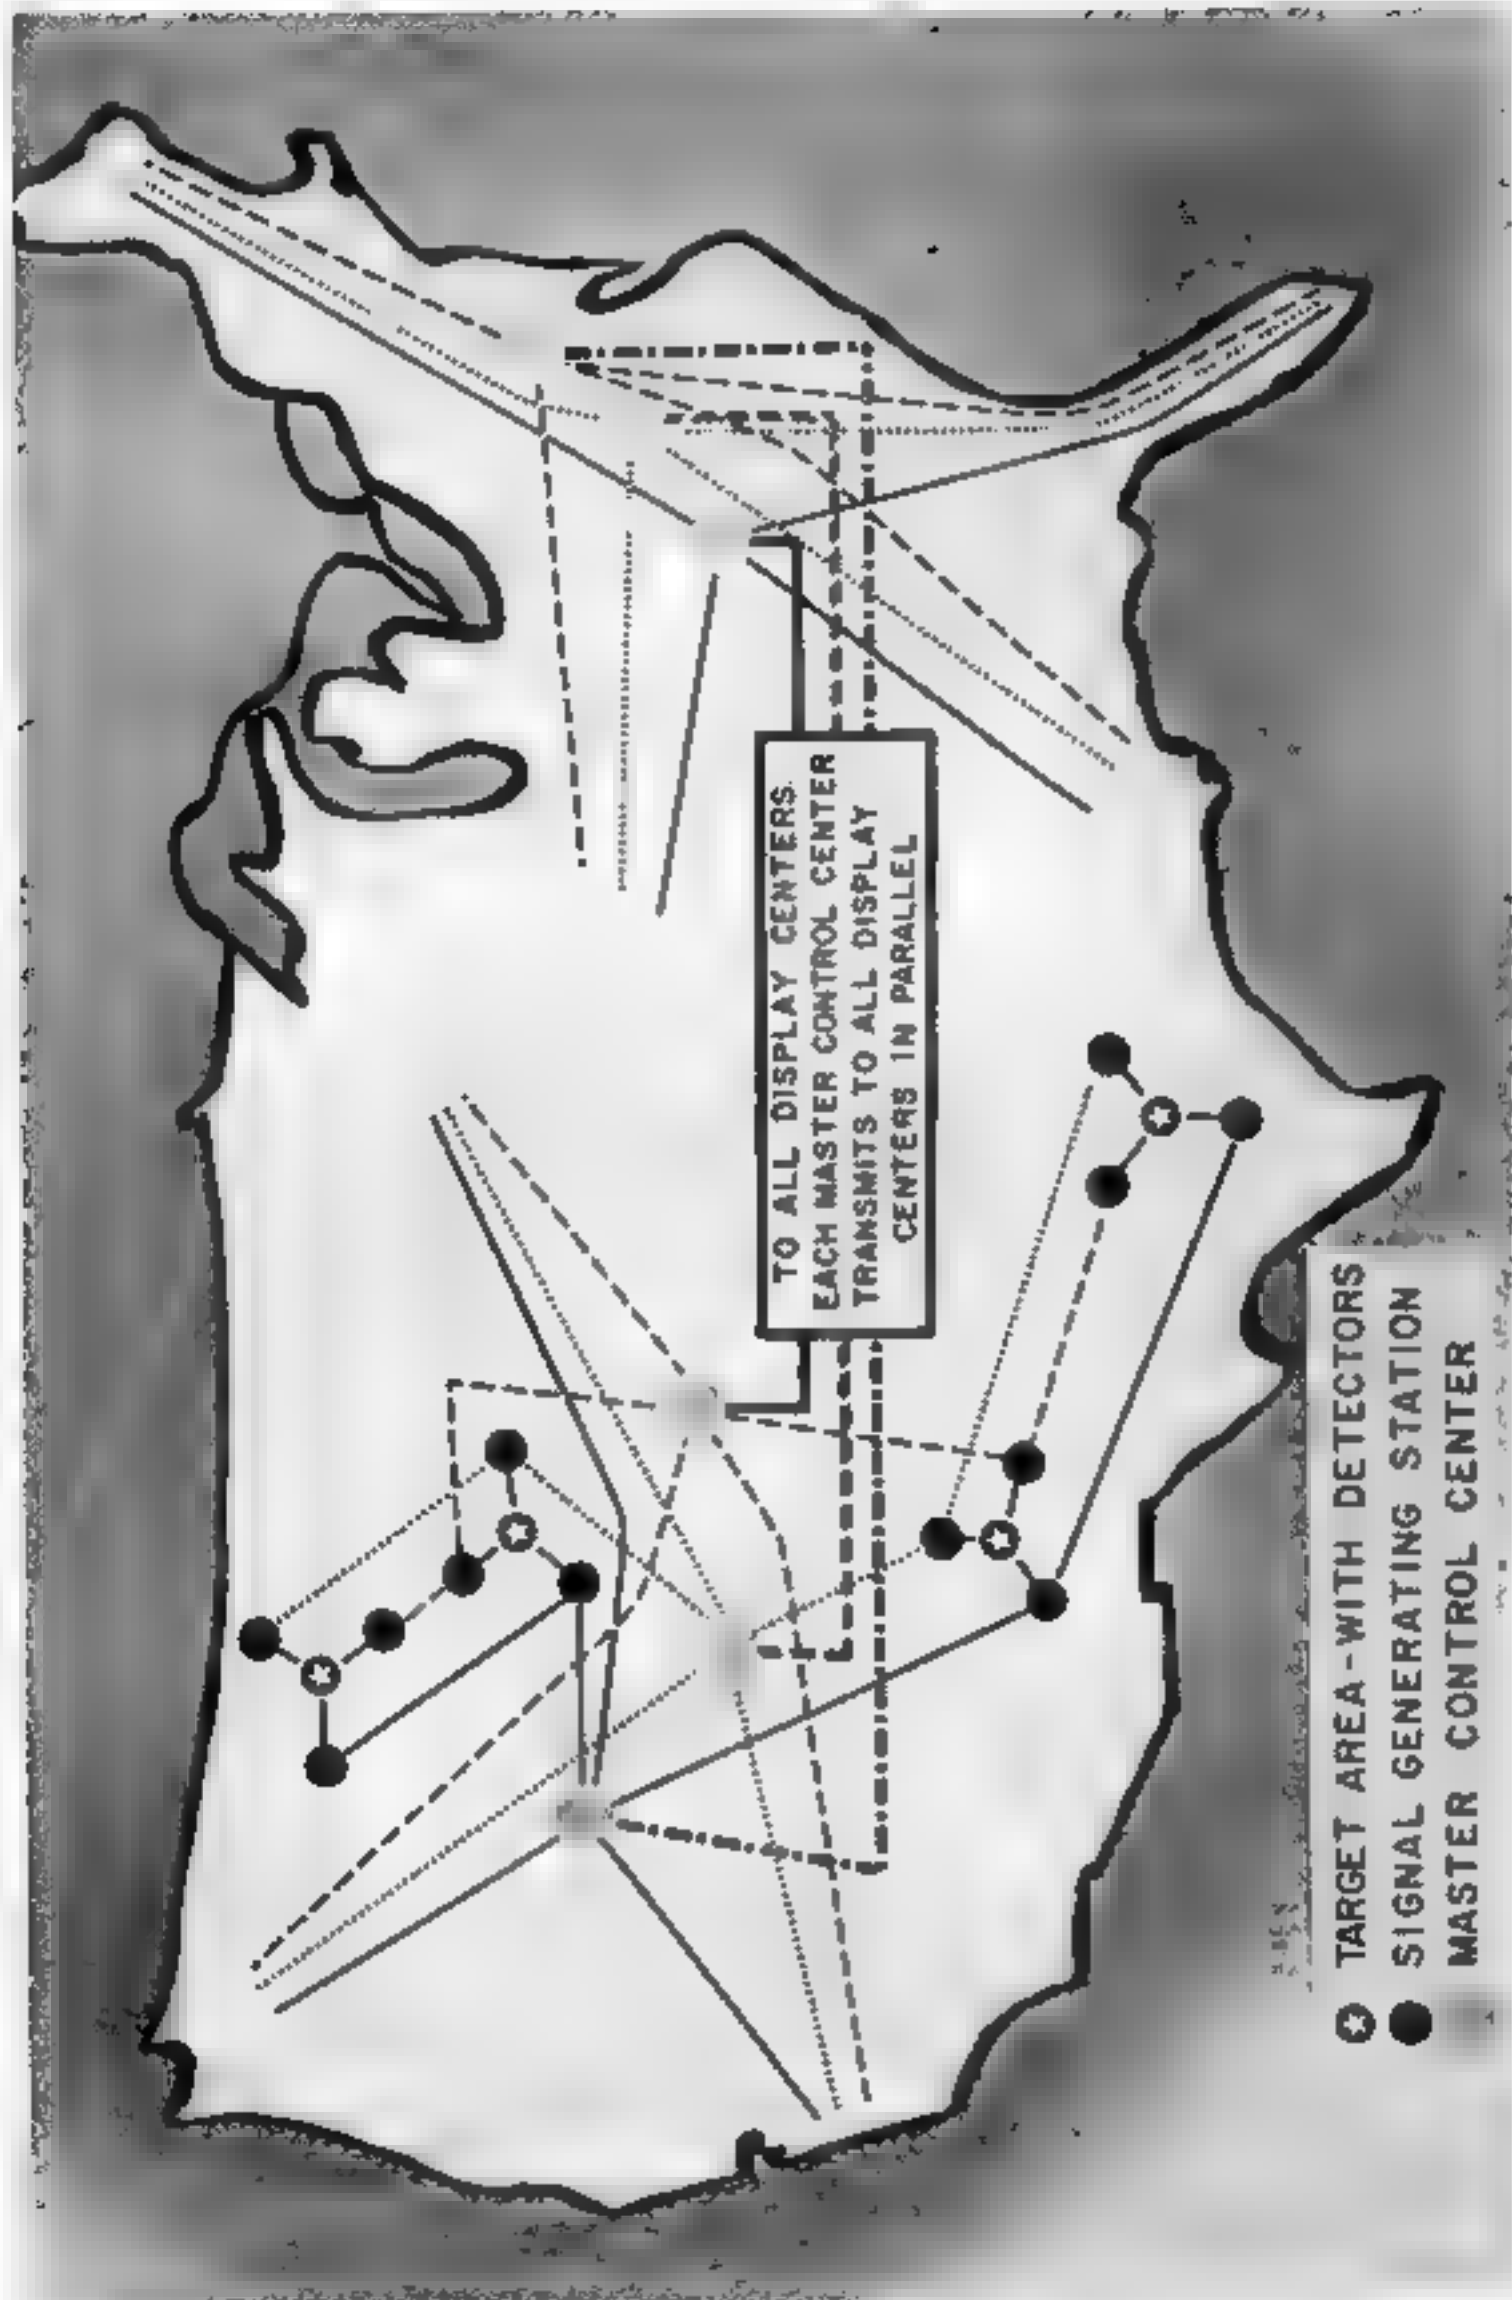 TO ALL DISPLAY CENTERS.
EACH MASTER CONTROL CENTER
TRANSMITS TO ALL DISPLAY
CENTERS IN PARALLEL
TARGET AREA-WITH DETECTORS
SIGNAL GENERATING STATION
MASTER CONTROL CENTER